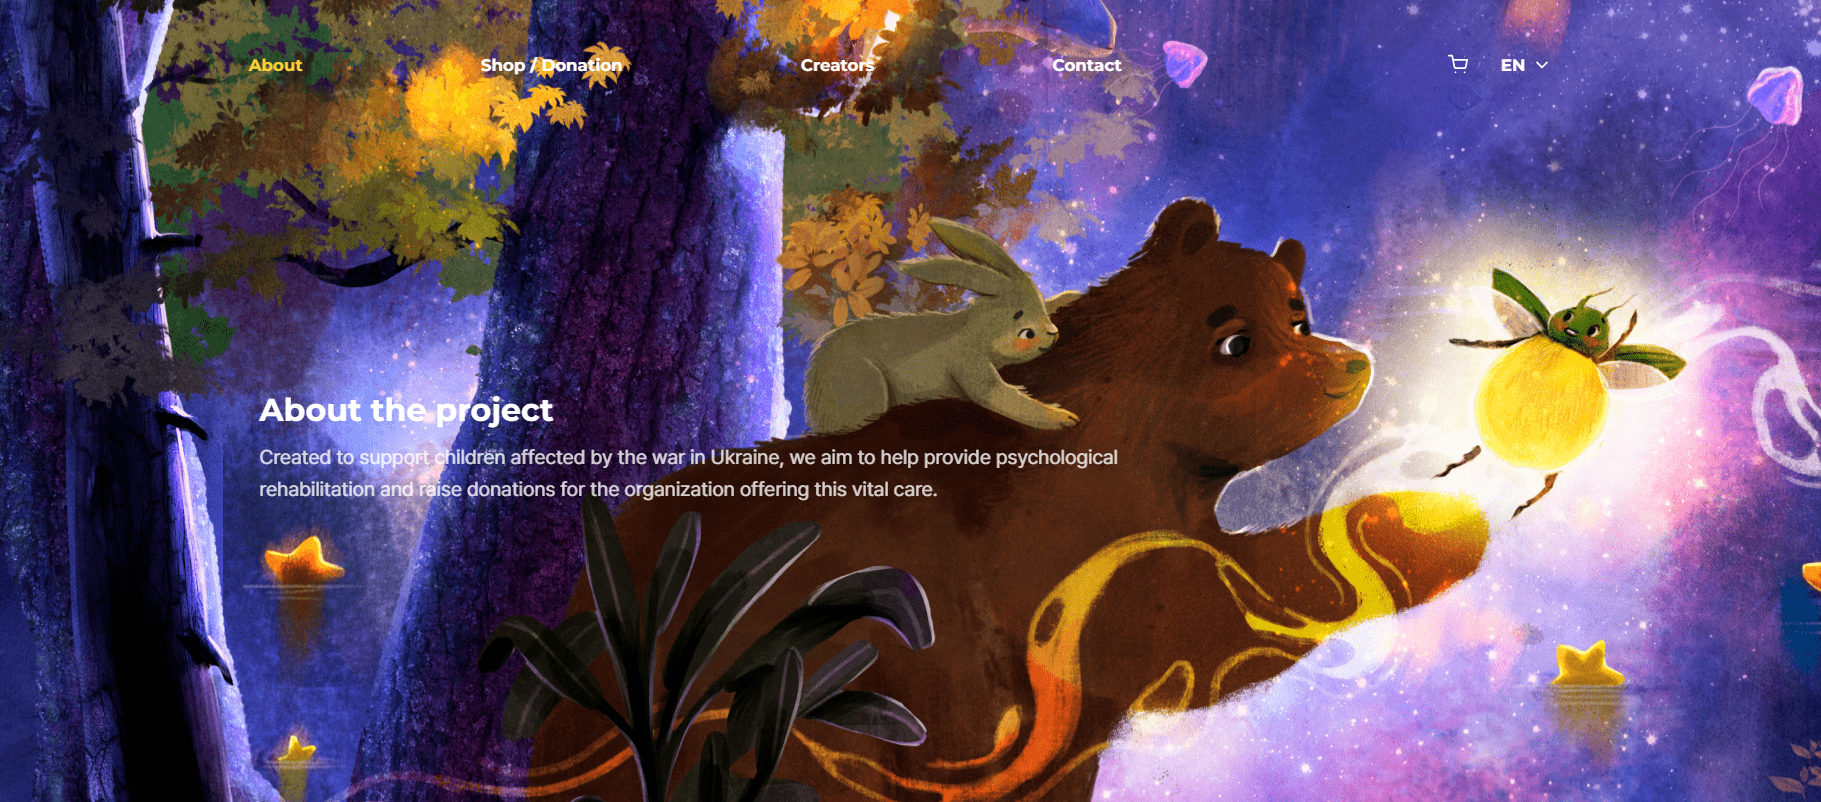 About
Shop / Donation
Creators
Contact
EN
About the project
Created to support children affected by the war in Ukraine, we aim to help provide psychological
rehabilitation and raise donations for the organization offering this vital care.